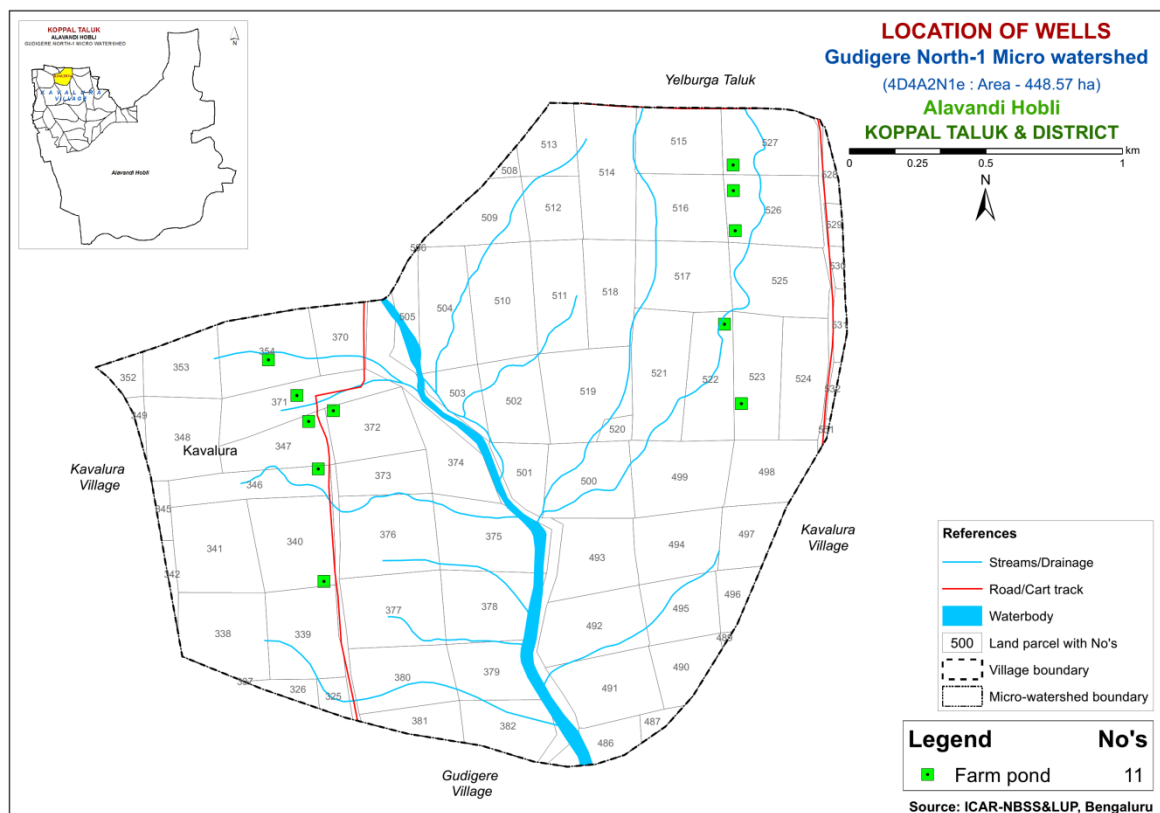 KOPPAL TALUK
ALAVANDI HOBLI
GUDIGERE NORTH-1 MICRO WATERSHED
N
KAVALURA
VILLAGE
Alavandi Hobli
LOCATION OF WELLS
Gudigere North-1 Micro watershed
(4D4A2N1e : Area - 448.57 ha)
Alavandi Hobli
KOPPAL TALUK & DISTRICT
km
0 0.25 0.5 1
N
Yelburga Taluk
513 515 527
508 514 528
509 512 516 526
529
517 530
504 510 511 518 525
505 531
370
354
353
352 503 502 519 521 522 523 524 532
371
349 520
348 347 372
Kavalura
374 501 500 499 498
373
346
Kavalura
Village
345
341 340 376 375 493 494 497
Kavalura
Village
342
377 378 495 496
338 339 492
379 490
380 491
326 325
381 382 487
486
Gudigere
Village
References
Streams/Drainage
Road/Cart track
Waterbody
500 Land parcel with No's
Village boundary
Micro-watershed boundary
Legend No's
Farm pond 11
Source: ICAR-NBSS&LUP, Bengaluru